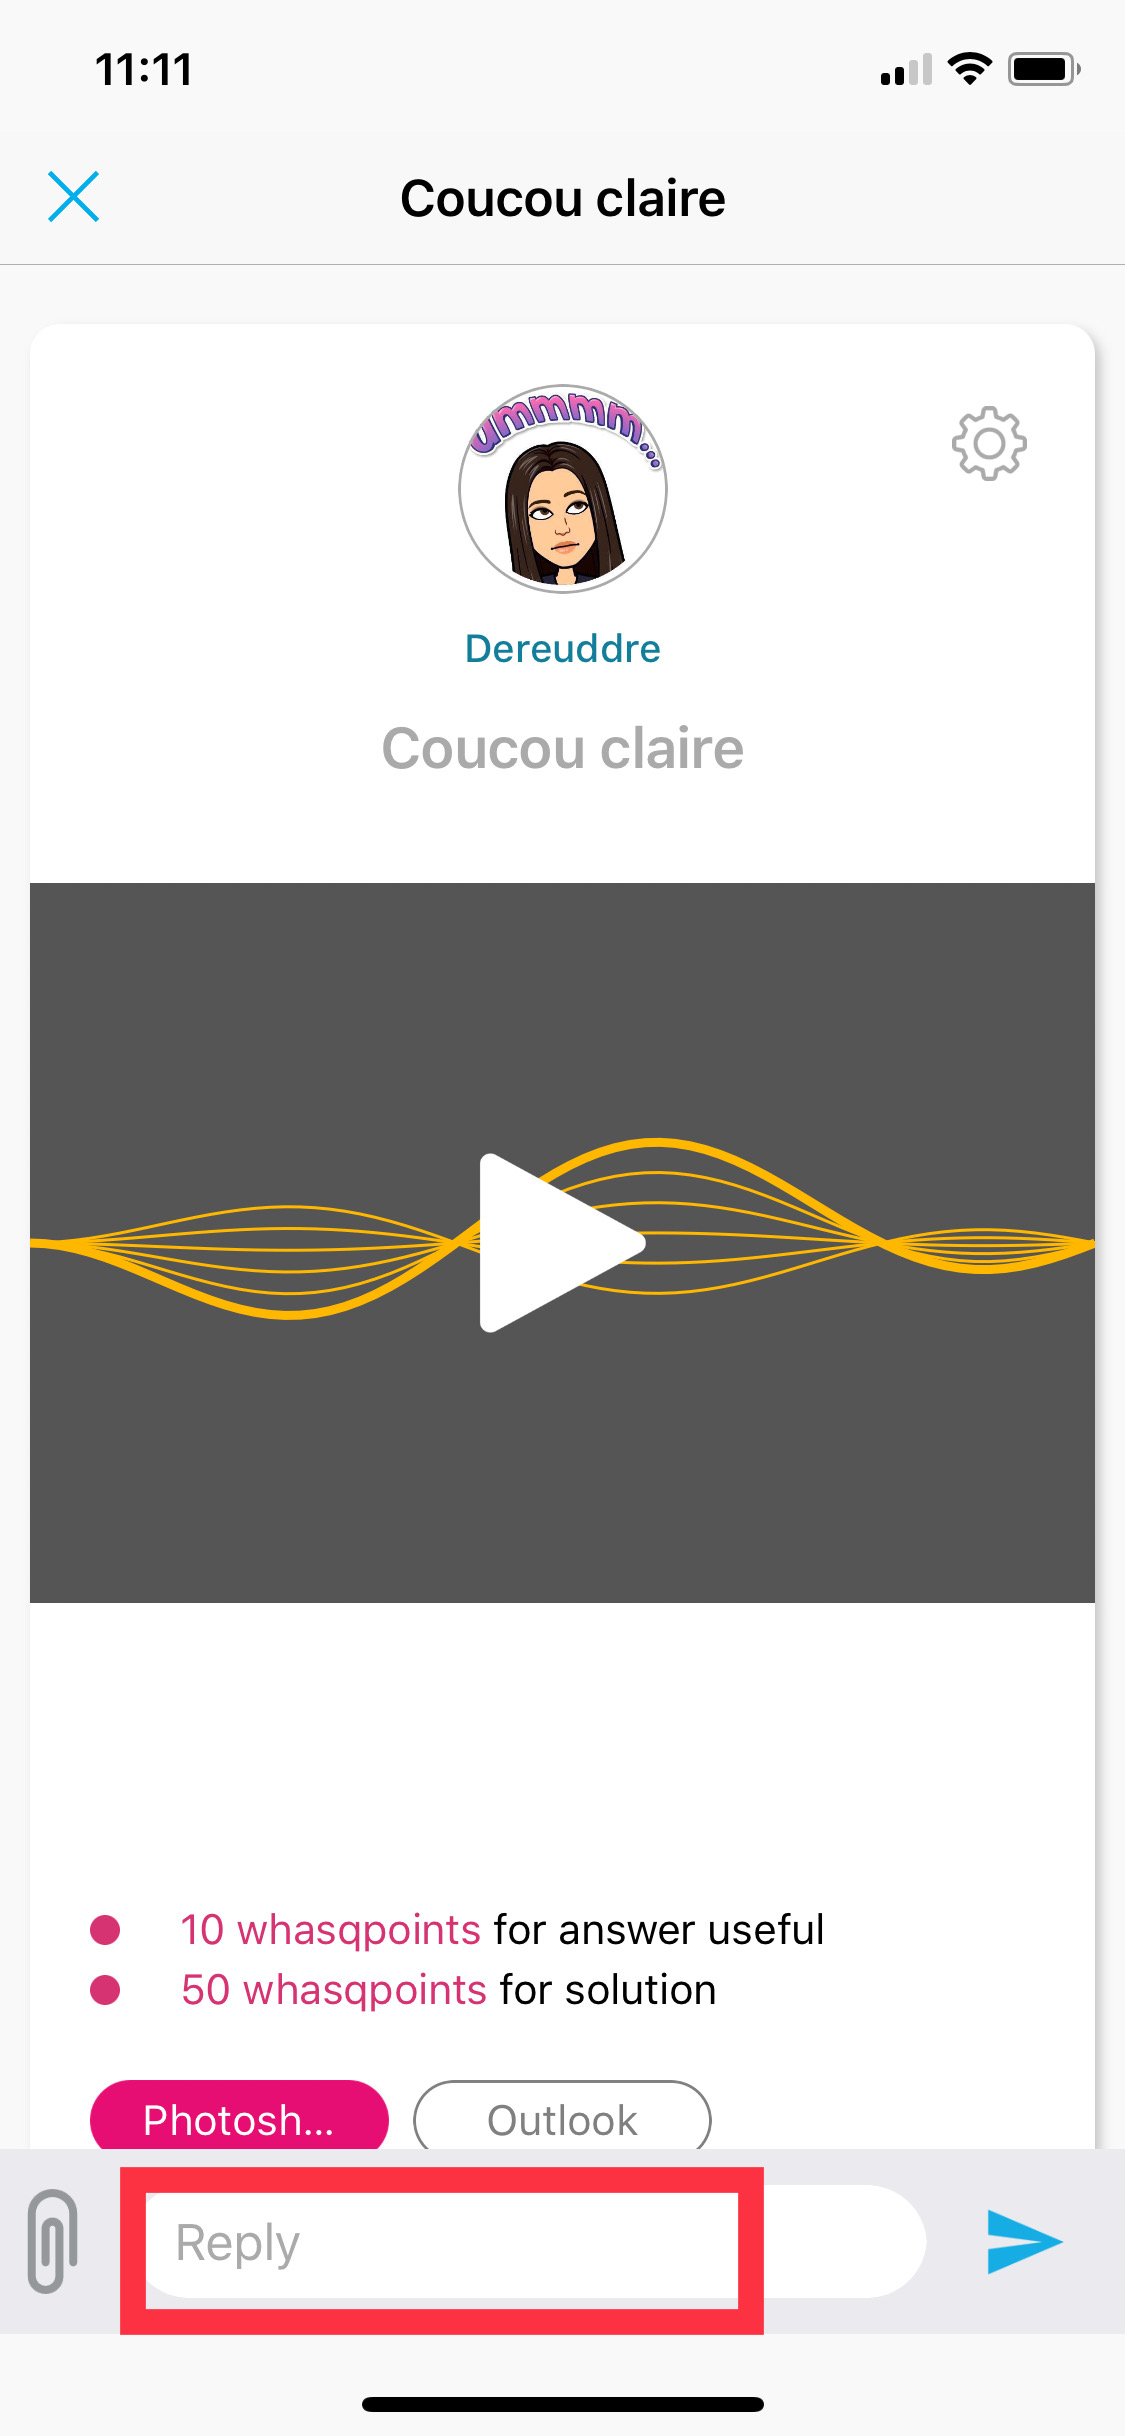 11:11
Coucou claire
ummmm...
Dereuddre
Coucou claire
10 whasqpoints for answer useful
50 whasqpoints for solution
Photosh...
Outlook
Reply